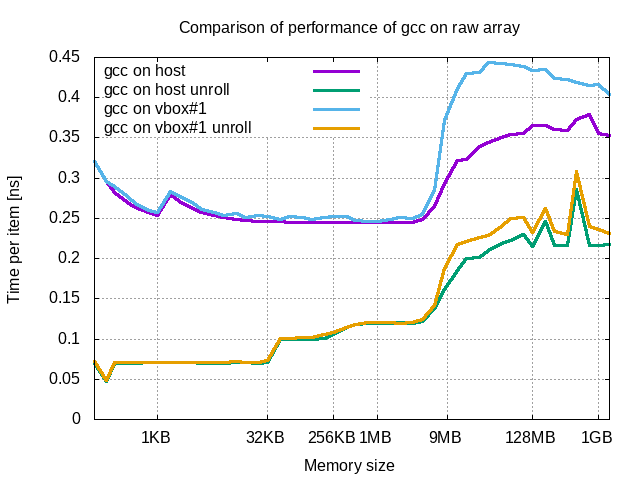 Comparison of performance of gcc on raw array
gcc on host
gcc on host unroll
gcc on vbox#1
gcc on vbox#1 unroll
Time per item [ns]
0.45
0.4
0.35
0.3
0.25
0.2
0.15
0.1
0.05
0
1KB 32KB 256KB 1MB 9MB 128MB 1GB
Memory size